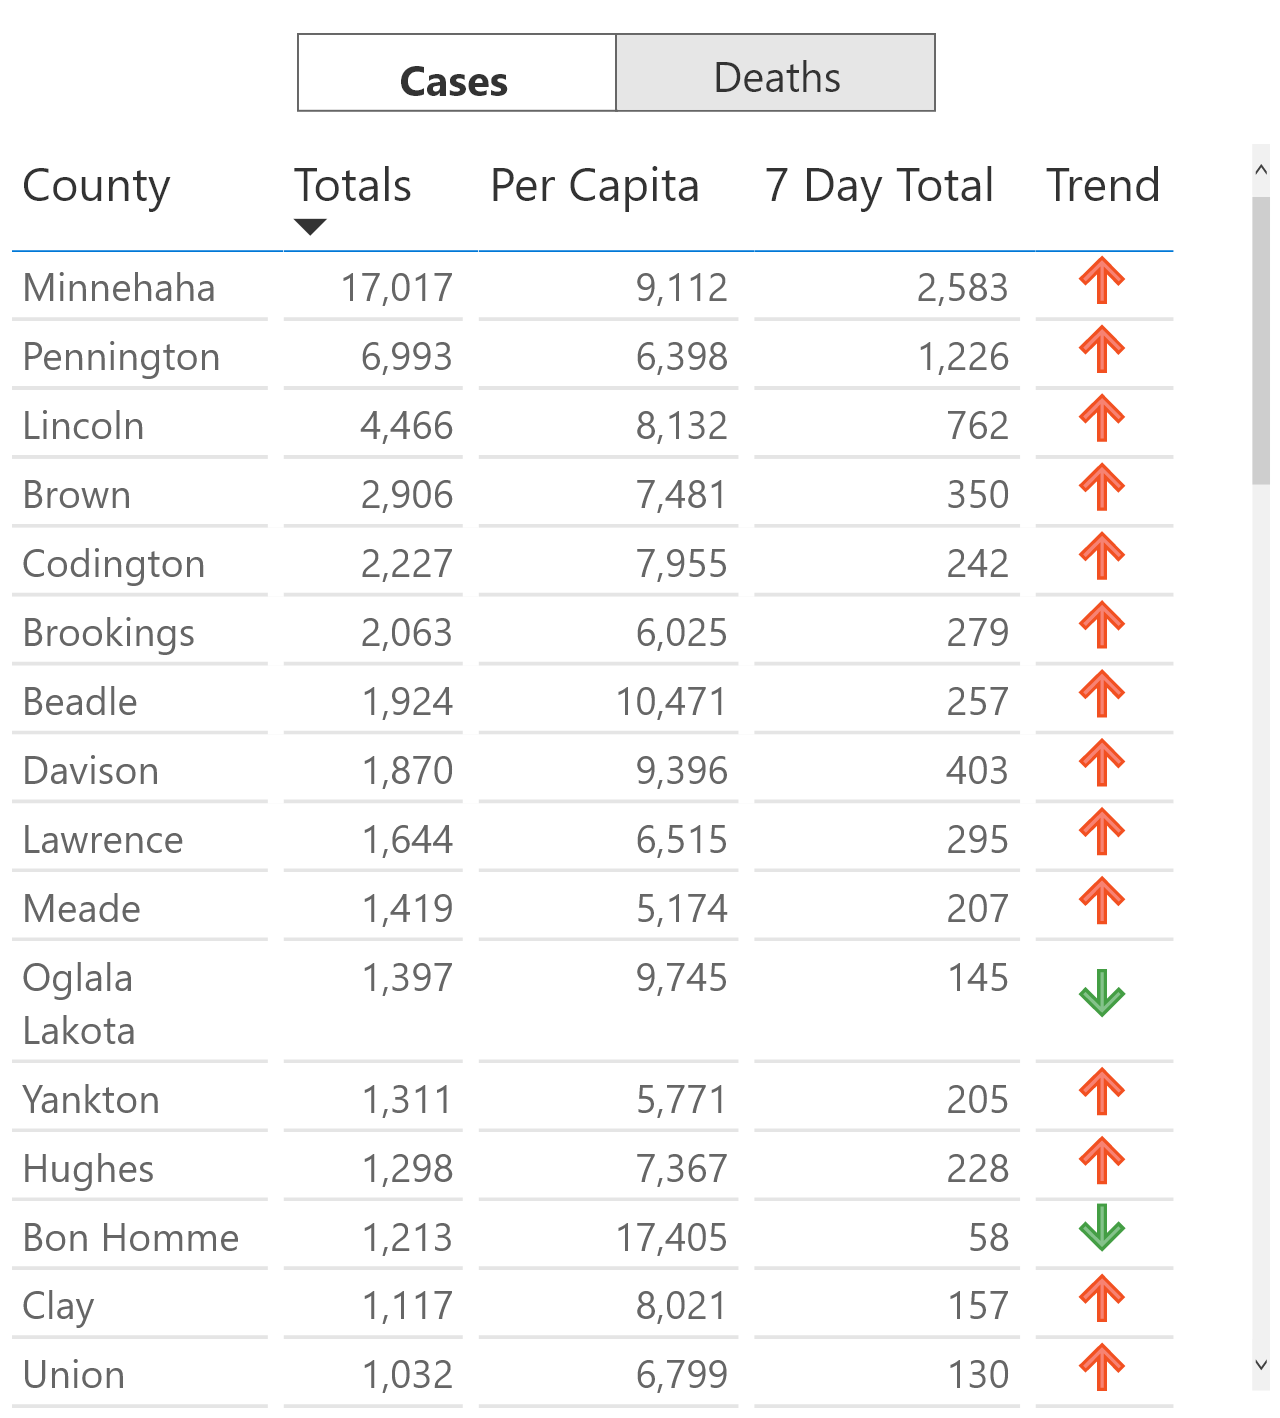 Cases Deaths
County Totals Per Capita 7 Day Total Trend
Minnehaha 17,017 9,112 2,583
Pennington 6,993 6,398 1,226
Lincoln 4,466 8,132 762
Brown 2,906 7,481 350
Codington 2,227 7,955 242
Brookings 2,063 6,025 279
Beadle 1,924 10,471 257
Davison 1,870 9,396 403
Lawrence 1,644 6,515 295
Meade 1,419 5,174 207
Oglala 1,397 9,745 145
Lakota
Yankton 1,311 5,771 205
Hughes 1,298 7,367 228
Bon Homme 1,213 17,405 58
Clay 1,117 8,021 157
Union 1,032 6,799 130